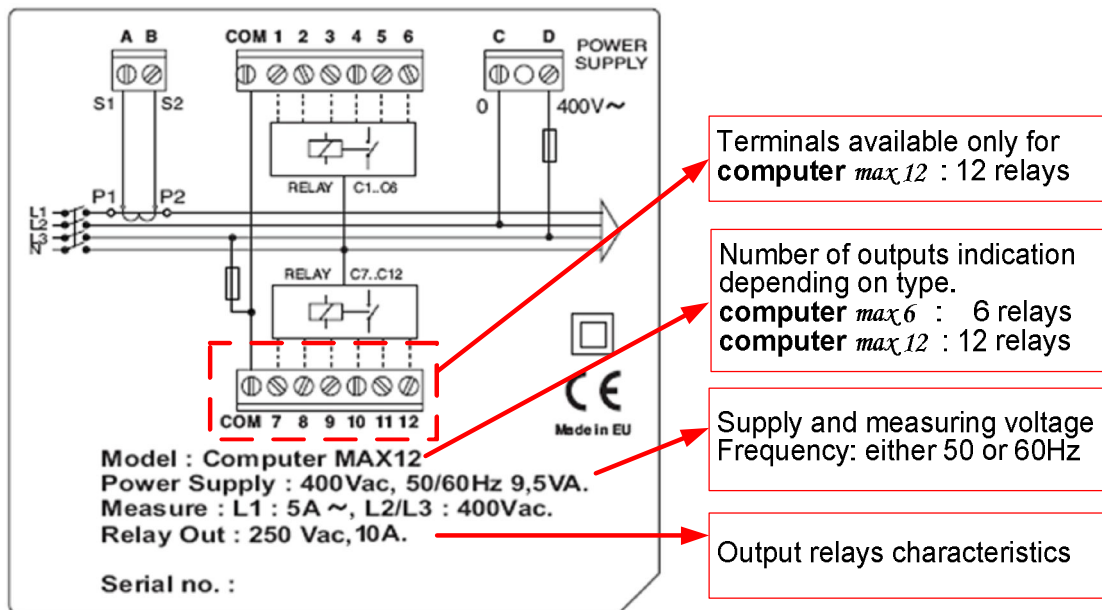 A B
COM 1 2 3 4 5 6
C D
POWER
SUPPLY
S1 S2
0 400V~
RELAY C1..C6
P1 P2
L1
L2
L3
N
RELAY C7..C12
COM 7 8 9 10 11 12
CE
Made in EU
Model : Computer MAX12
Power Supply : 400Vac, 50/60Hz 9,5VA.
Measure : L1 : 5A ~, L2/L3 : 400Vac.
Relay Out : 250 Vac, 10A.
Serial no. :
Terminals available only for
computer max 12 : 12 relays
Number of outputs indication
depending on type.
computer max 6 : 6 relays
computer max 12 : 12 relays
Supply and measuring voltage
Frequency: either 50 or 60Hz
Output relays characteristics